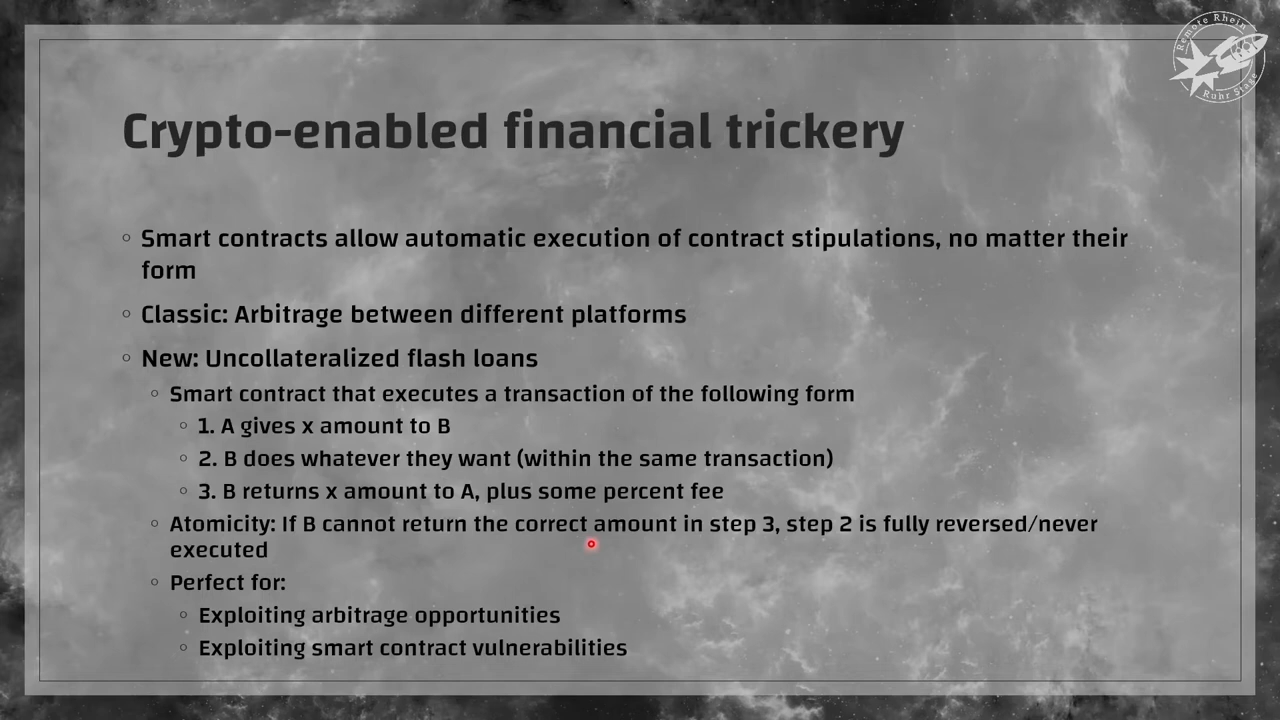 Remote Rhein
Ruhr Stage
Crypto-enabled financial trickery
◦ Smart contracts allow automatic execution of contract stipulations, no matter their
form
◦ Classic: Arbitrage between different platforms
◦ New: Uncollateralized flash loans
◦ Smart contract that executes a transaction of the following form
◦ 1. A gives x amount to B
◦ 2. B does whatever they want (within the same transaction)
◦ 3. B returns x amount to A, plus some percent fee
◦ Atomicity: If B cannot return the correct amount in step 3, step 2 is fully reversed/never
executed
◦ Perfect for:
◦ Exploiting arbitrage opportunities
◦ Exploiting smart contract vulnerabilities